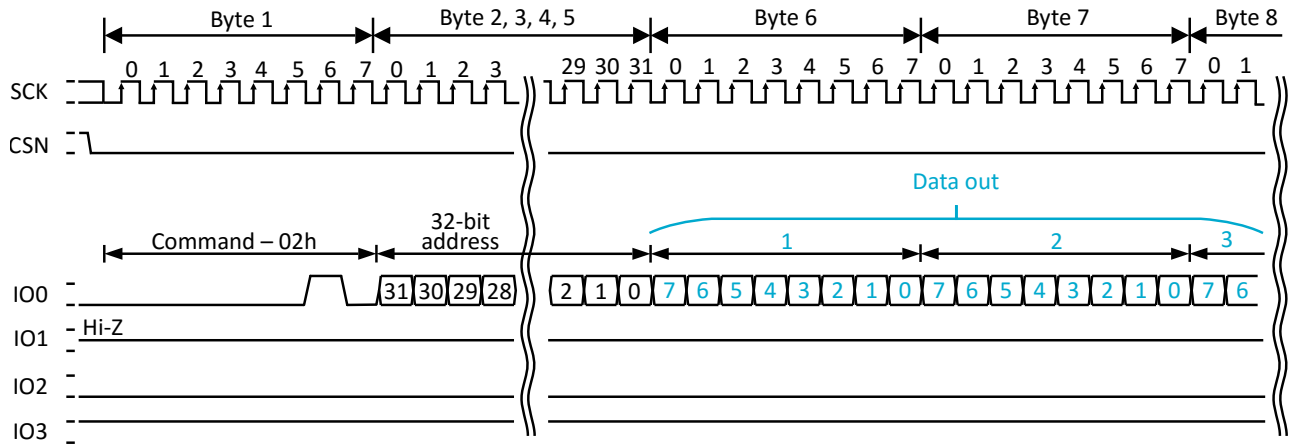 Byte 1 Byte 2, 3, 4, 5 Byte 6 Byte 7 Byte 8
0 1 2 3 4 5 6 7 0 1 2 3 29 30 31 0 1 2 3 4 5 6 7 0 1 2 3 4 5 6 7 0 1
SCK
CSN
Data out
32-bit
Command – 02h address 1 2 3
IO0 31 30 29 28 2 1 0 7 6 5 4 3 2 1 0 7 6 5 4 3 2 1 0 7 6
Hi-Z
IO1
IO2
IO3